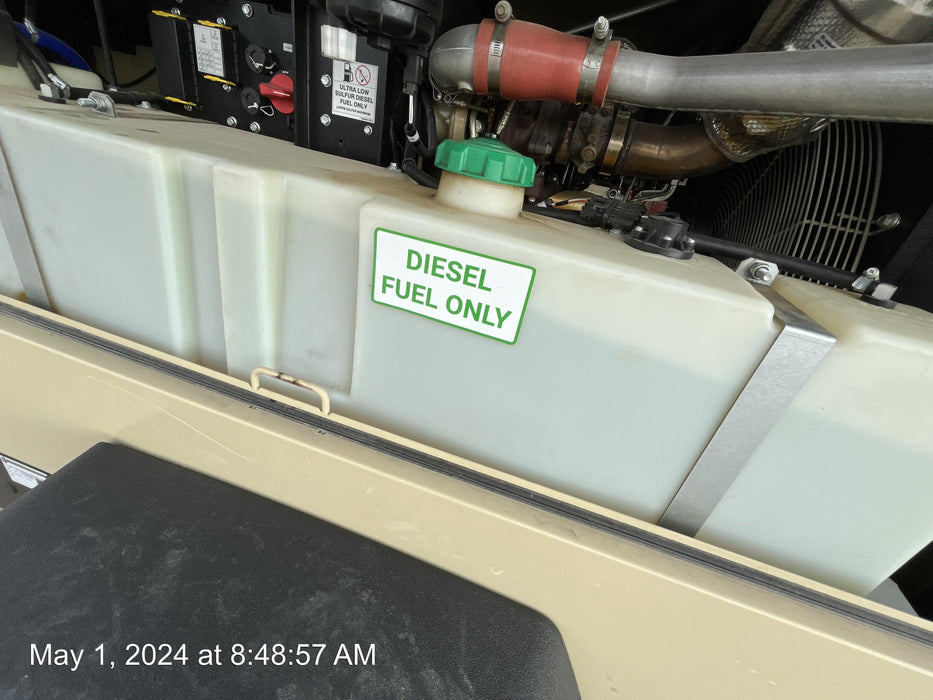 ULTRA LOW
SULFUR DIESEL
FUEL ONLY
DIESEL
FUEL ONLY
May 1, 2024 at 8:48:57 AM